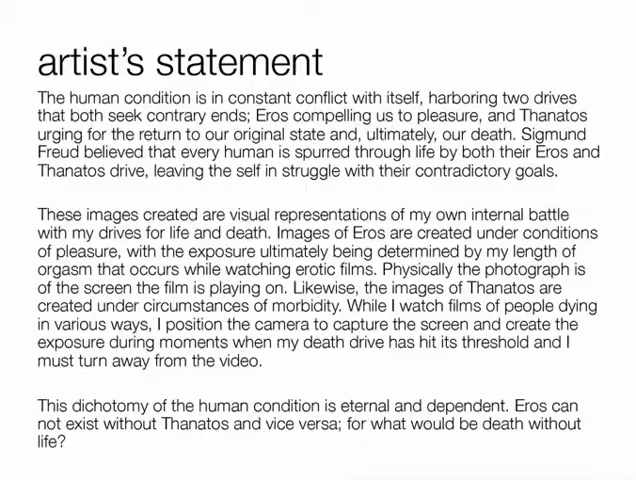 artist's statement
The human condition is in constant conflict with itself, harboring two drives
that both seek contrary ends; Eros compelling us to pleasure, and Thanatos
urging for the return to our original state and, ultimately, our death. Sigmund
Freud believed that every human is spurred through life by both their Eros and
Thanatos drive, leaving the self in struggle with their contradictory goals.
These images created are visual representations of my own internal battle
with my drives for life and death. Images of Eros are created under conditions
of pleasure, with the exposure ultimately being determined by my length of
orgasm that occurs while watching erotic films. Physically the photograph is
of the screen the film is playing on. Likewise, the images of Thanatos are
created under circumstances of morbidity. While I watch films of people dying
in various ways, I position the camera to capture the screen and create the
exposure during moments when my death drive has hit its threshold and I
must turn away from the video.
This dichotomy of the human condition is eternal and dependent. Eros can
not exist without Thanatos and vice versa; for what would be death without
life?